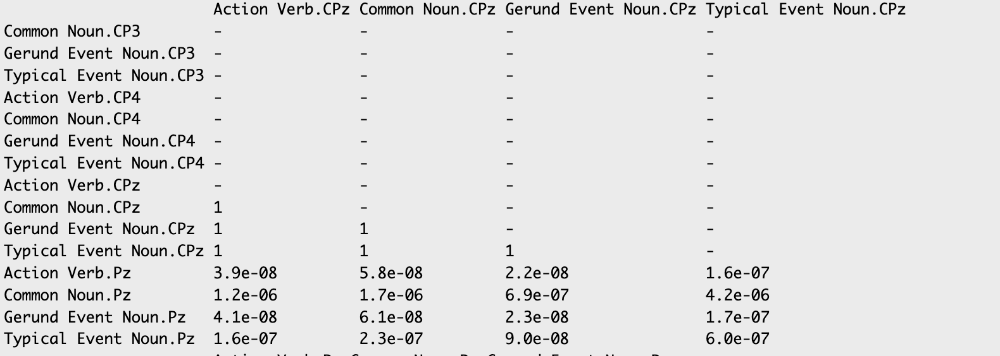 Action Verb.CPz Common Noun.CPz Gerund Event Noun.CPz Typical Event Noun.CPz
Common Noun.CP3 - - - -
Gerund Event Noun.CP3 - - - -
Typical Event Noun.CP3 - - - -
Action Verb.CP4 - - - -
Common Noun.CP4 - - - -
Gerund Event Noun.CP4 - - - -
Typical Event Noun.CP4 - - - -
Action Verb.CPz - - - -
Common Noun.CPz 1 - - -
Gerund Event Noun.CPz 1 1 - -
Typical Event Noun.CPz 1 1 1 -
Action Verb.Pz 3.9e-08 5.8e-08 2.2e-08 1.6e-07
Common Noun.Pz 1.2e-06 1.7e-06 6.9e-07 4.2e-06
Gerund Event Noun.Pz 4.1e-08 6.1e-08 2.3e-08 1.7e-07
Typical Event Noun.Pz 1.6e-07 2.3e-07 9.0e-08 6.0e-07